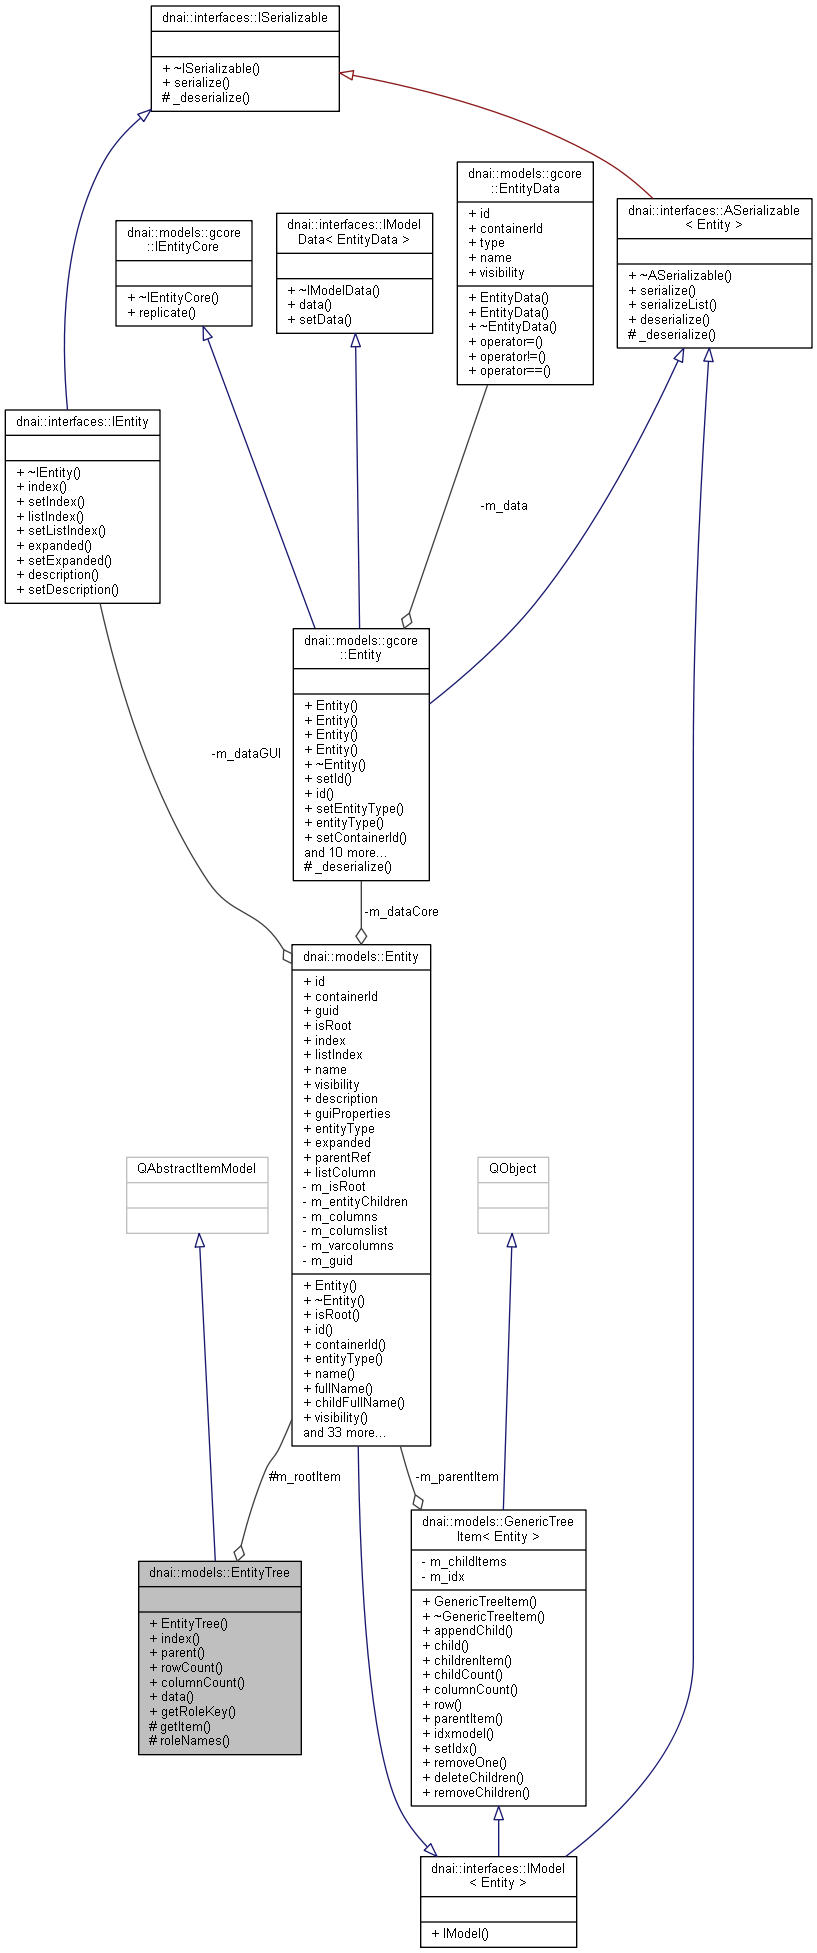 dnai::interfaces::ISerializable
+ ~ISerializable()
+ serialize()
# _deserialize()
dnai::models::gcore
::EntityData
+ id
+ containerId
+ type
+ name
+ visibility
+ EntityData()
+ EntityData()
+ ~EntityData()
+ operator=()
+ operator!=()
+ operator==()
dnai::interfaces::ASerializable
< Entity >
+ ~ASerializable()
+ serialize()
+ serializeList()
+ deserialize()
# _deserialize()
dnai::models::gcore
::IEntityCore
+ ~IEntityCore()
+ replicate()
dnai::interfaces::IModel
Data< EntityData >
+ ~IModelData()
+ data()
+ setData()
dnai::interfaces::IEntity
+ ~IEntity()
+ index()
+ setIndex()
+ listIndex()
+ setListIndex()
+ expanded()
+ setExpanded()
+ description()
+ setDescription()
-m_data
dnai::models::gcore
::Entity
+ Entity()
+ Entity()
+ Entity()
+ Entity()
+ ~Entity()
+ setId()
+ id()
+ setEntityType()
+ entityType()
+ setContainerId()
and 10 more...
# _deserialize()
-m_dataGUI
-m_dataCore
dnai::models::Entity
+ id
+ containerId
+ guid
+ isRoot
+ index
+ listIndex
+ name
+ visibility
+ description
+ guiProperties
+ entityType
+ expanded
+ parentRef
+ listColumn
- m_isRoot
- m_entityChildren
- m_columns
- m_columslist
- m_varcolumns
- m_guid
+ Entity()
+ ~Entity()
+ isRoot()
+ id()
+ containerId()
+ entityType()
+ name()
+ fullName()
+ childFullName()
+ visibility()
and 33 more...
QAbstractItemModel
QObject
#m_rootItem
-m_parentItem
dnai::models::GenericTree
Item< Entity >
- m_childItems
- m_idx
+ GenericTreeItem()
+ ~GenericTreeItem()
+ appendChild()
+ child()
+ childrenItem()
+ childCount()
+ columnCount()
+ row()
+ parentItem()
+ idxmodel()
+ setIdx()
+ removeOne()
+ deleteChildren()
+ removeChildren()
dnai::models::EntityTree
+ EntityTree()
+ index()
+ parent()
+ rowCount()
+ columnCount()
+ data()
+ getRoleKey()
# getItem()
# roleNames()
dnai::interfaces::IModel
< Entity >
+ IModel()